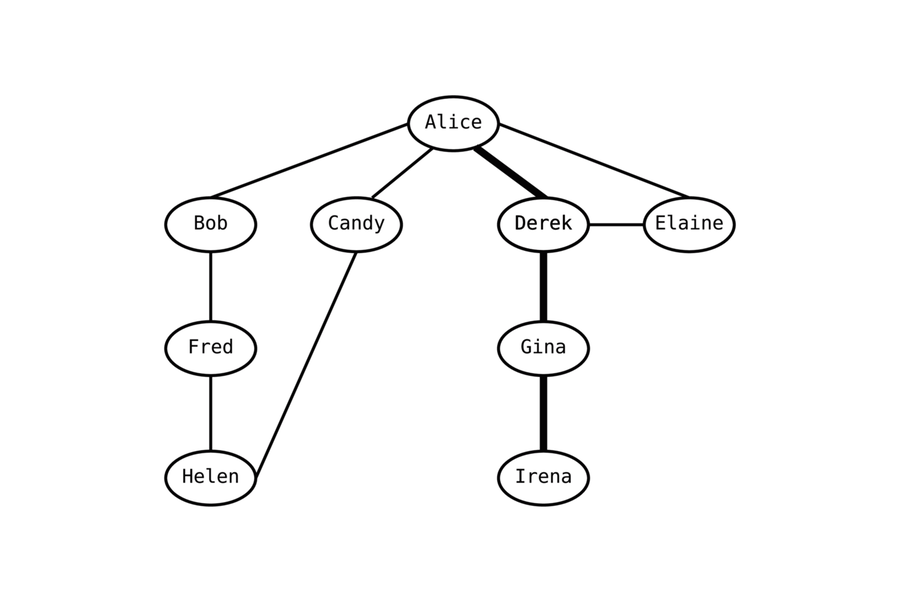 Alice
Bob
Candy
Derek
Elaine
Fred
Gina
Helen
Irena